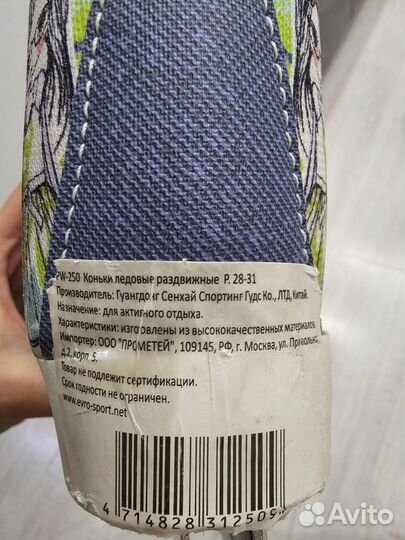 PW-250 Коньки ледовые раздвижные Р. 28-31
Производитель: Гуангдонг Сенхай Спортинг Гудс Ко., ЛТД, Китай.
Назначение: для активного отдыха.
Характеристики: изготовлены из высококачественных материалов.
Импортер: ООО "ПРОМЕТЕЙ", 109145, РФ, г. Москва, ул. Привольная,
д.2, корп. 5.
Товар не подлежит сертификации.
Срок годности не ограничен.
www.evro-sport.net
4 714828 312509
Avito